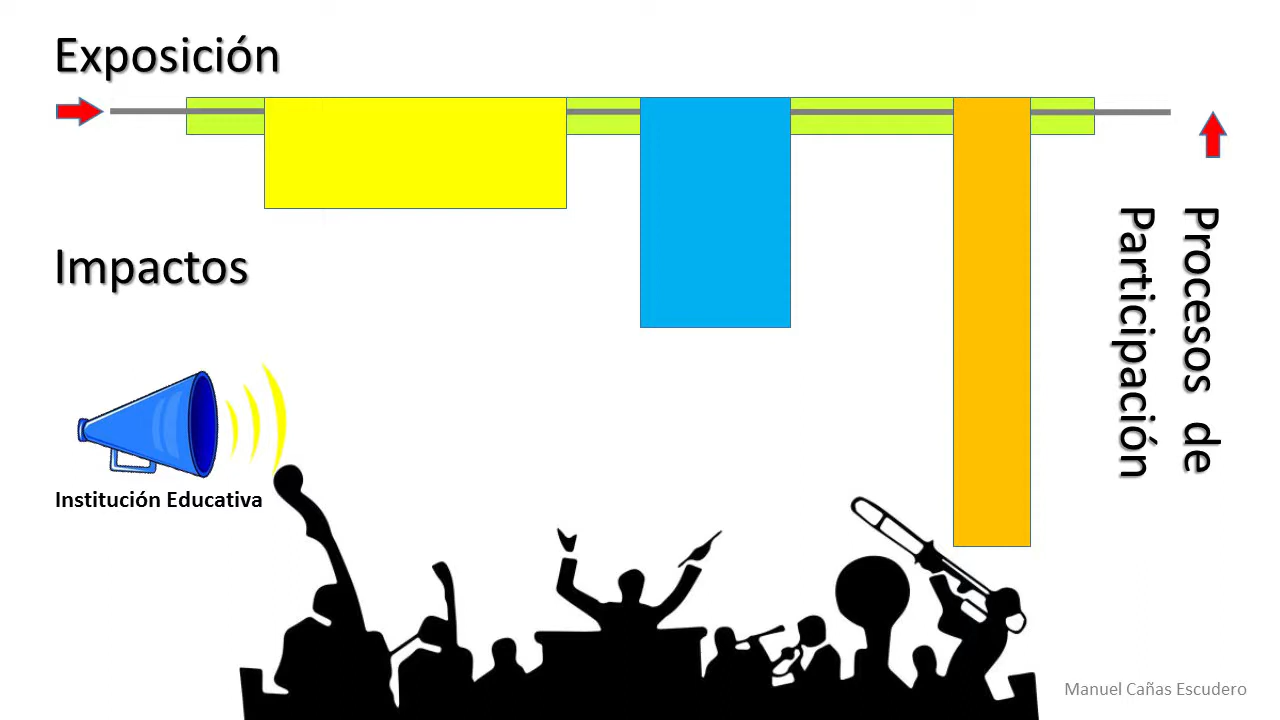 Exposición
Impactos
Procesos de
Participación
Institución Educativa
Manuel Cañas Escudero